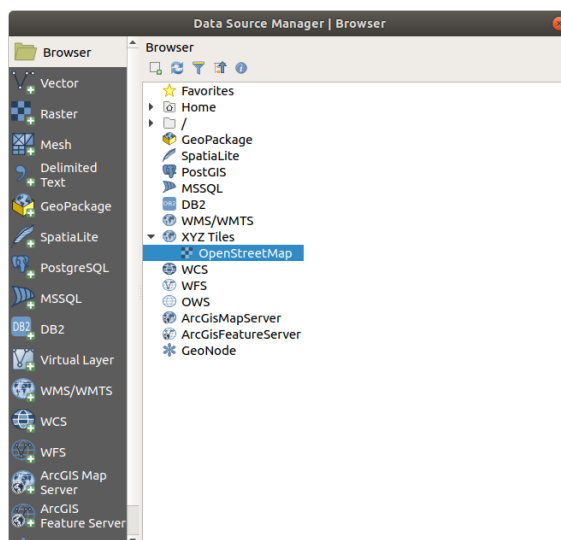 Data Source Manager | Browser
Browser
Vector
Raster
Mesh
Delimited
Text
GeoPackage
SpatiaLite
PostgreSQL
MSSQL
DB2
DB2
Virtual Layer
WMS/WMTS
WCS
WFS
ArcGIS Map
Server
ArcGIS
Feature Server
Browser
Favorites
Home
/
GeoPackage
SpatiaLite
PostGIS
MSSQL
DB2
DB2
WMS/WMTS
XYZ Tiles
OpenStreetMap
WCS
WFS
OWS
ArcGisMapServer
ArcGisFeatureServer
GeoNode